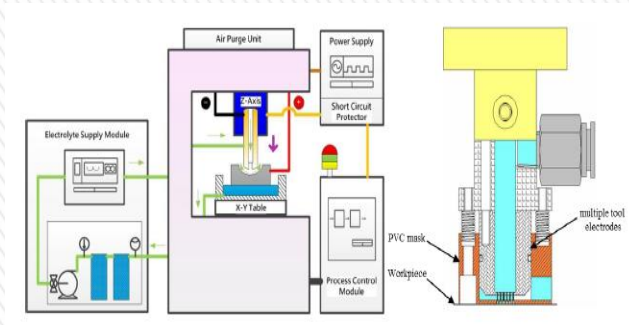 Air Purge Unit
Power Supply
Z-Axis
Short Circuit
Protector
Electrolyte Supply Module
X-Y Table
Process Control
Module
multiple tool
electrodes
PVC mask
Workpiece